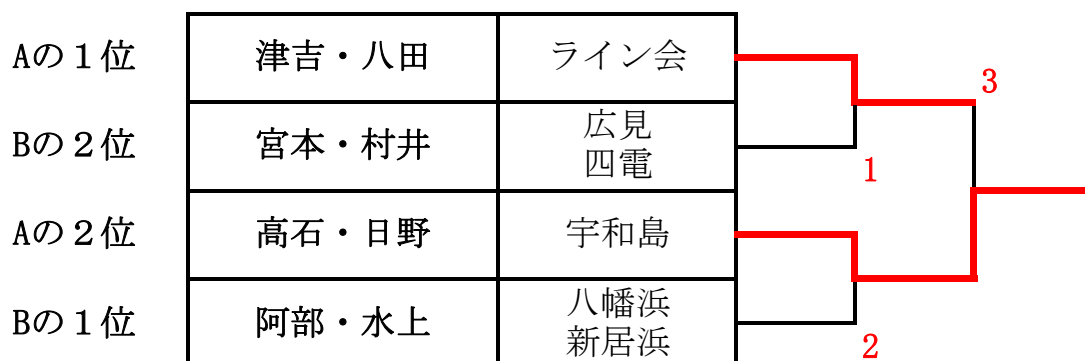 Aの１位 津吉・八田 ライン会
3
Bの２位 宮本・村井 広見
四電
1
Aの２位 高石・日野 宇和島
Bの１位 阿部・水上 八幡浜
新居浜
2